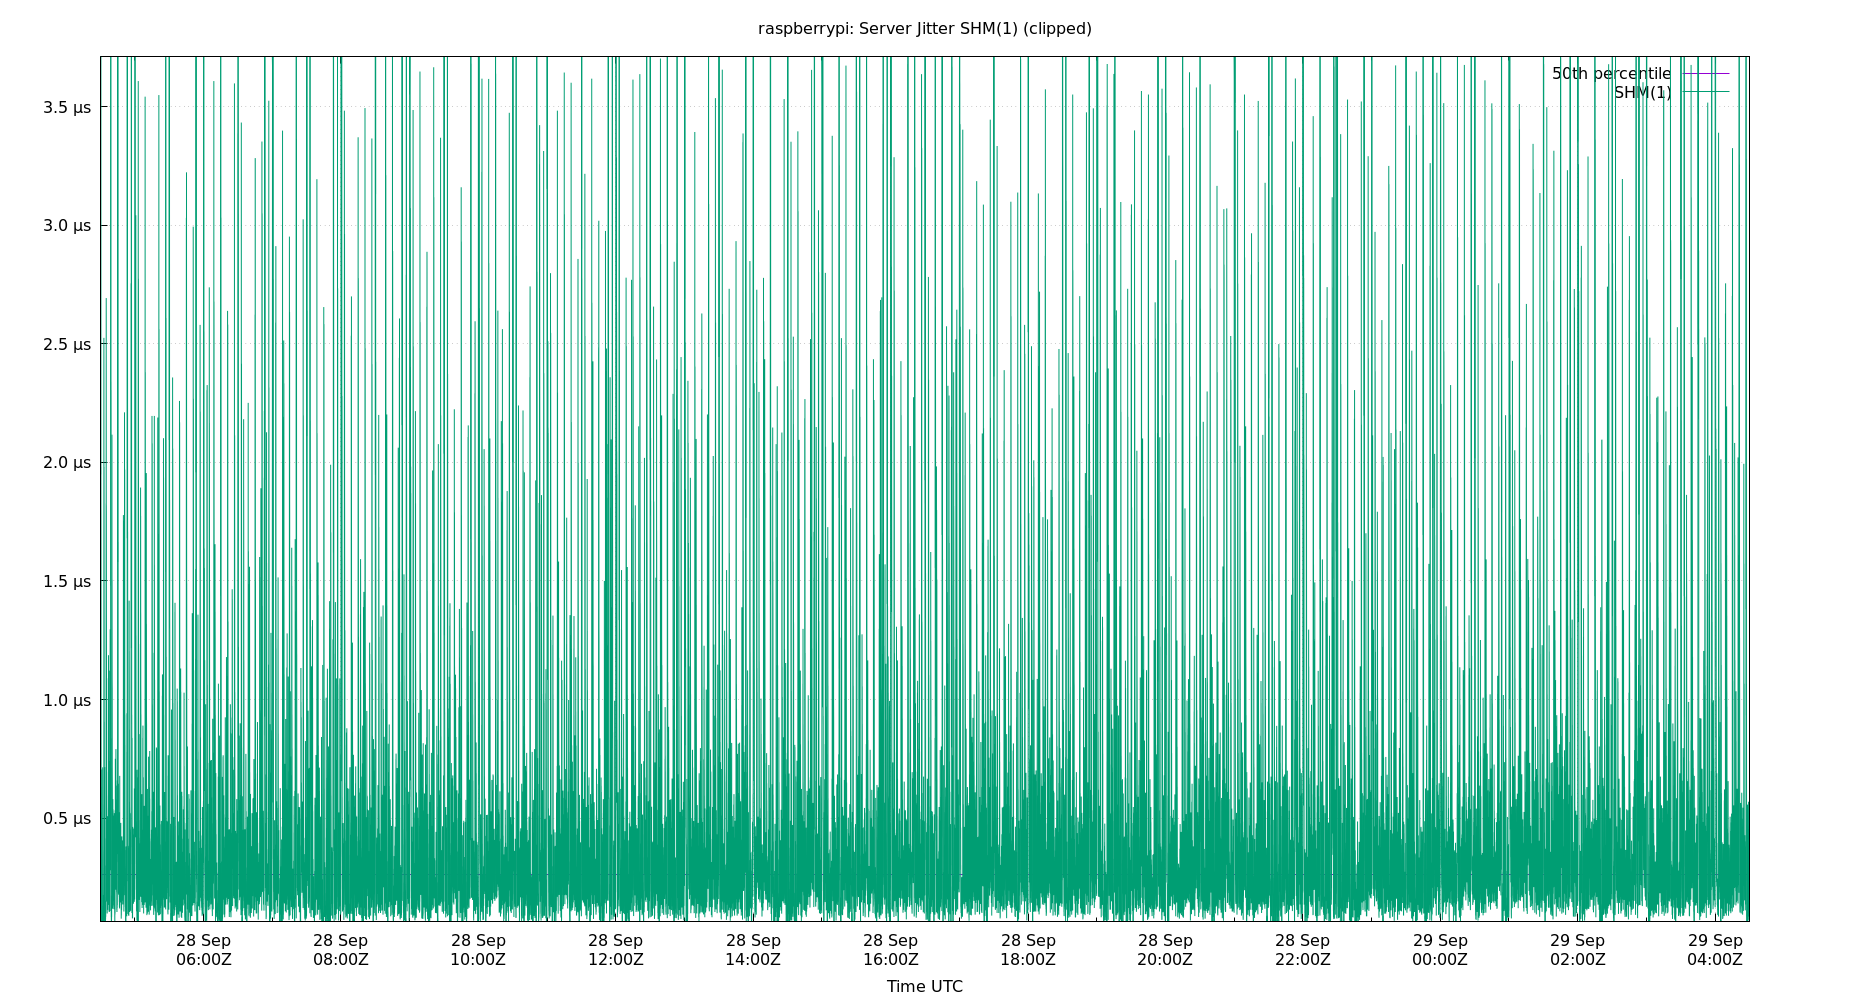 raspberrypi: Server Jitter SHM(1) (clipped)
50th percentile
SHM(1)
3.5 µs
3.0 µs
2.5 µs
2.0 µs
1.5 µs
1.0 µs
0.5 µs
28 Sep 28 Sep 28 Sep 28 Sep 28 Sep 28 Sep 28 Sep 28 Sep 28 Sep 29 Sep 29 Sep 29 Sep
06:00Z 08:00Z 10:00Z 12:00Z 14:00Z 16:00Z 18:00Z 20:00Z 22:00Z 00:00Z 02:00Z 04:00Z
Time UTC